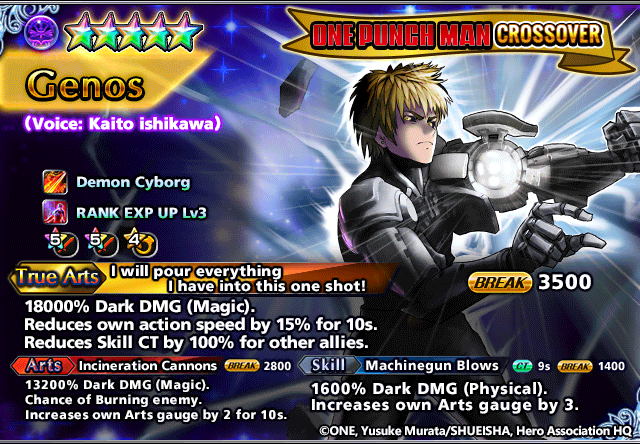 ONE PUNCH MAN CROSSOVER
Genos
(Voice: Kaito ishikawa)
Demon Cyborg
RANK EXP UP Lv3
5 5 4
True Arts I will pour everything
I have into this one shot!
BREAK 3500
18000% Dark DMG (Magic).
Reduces own action speed by 15% for 10s.
Reduces Skill CT by 100% for other allies.
Arts Incineration Cannons BREAK 2800
13200% Dark DMG (Magic).
Chance of Burning enemy.
Increases own Arts gauge by 2 for 10s.
Skill Machinegun Blows CT 9s BREAK 1400
1600% Dark DMG (Physical).
Increases own Arts gauge by 3.
©ONE, Yusuke Murata/SHUEISHA, Hero Association HQ